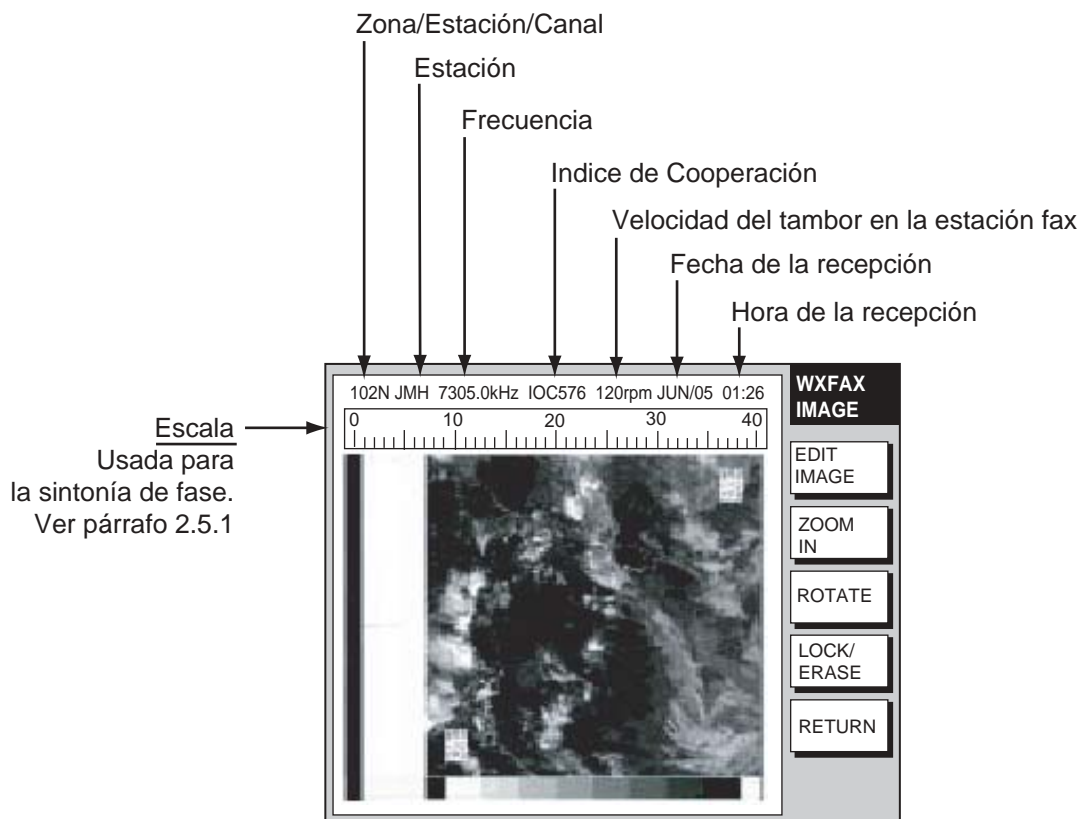 Zona/Estación/Canal
Estación
Frecuencia
Indice de Cooperación
Velocidad del tambor en la estación fax
Fecha de la recepción
Hora de la recepción
102N JMH 7305.0kHz IOC576 120rpm JUN/05 01:26
0 10 20 30 40
Escala
Usada para
la sintonía de fase.
Ver párrafo 2.5.1
WXFAX
IMAGE
EDIT
IMAGE
ZOOM
IN
ROTATE
LOCK/
ERASE
RETURN